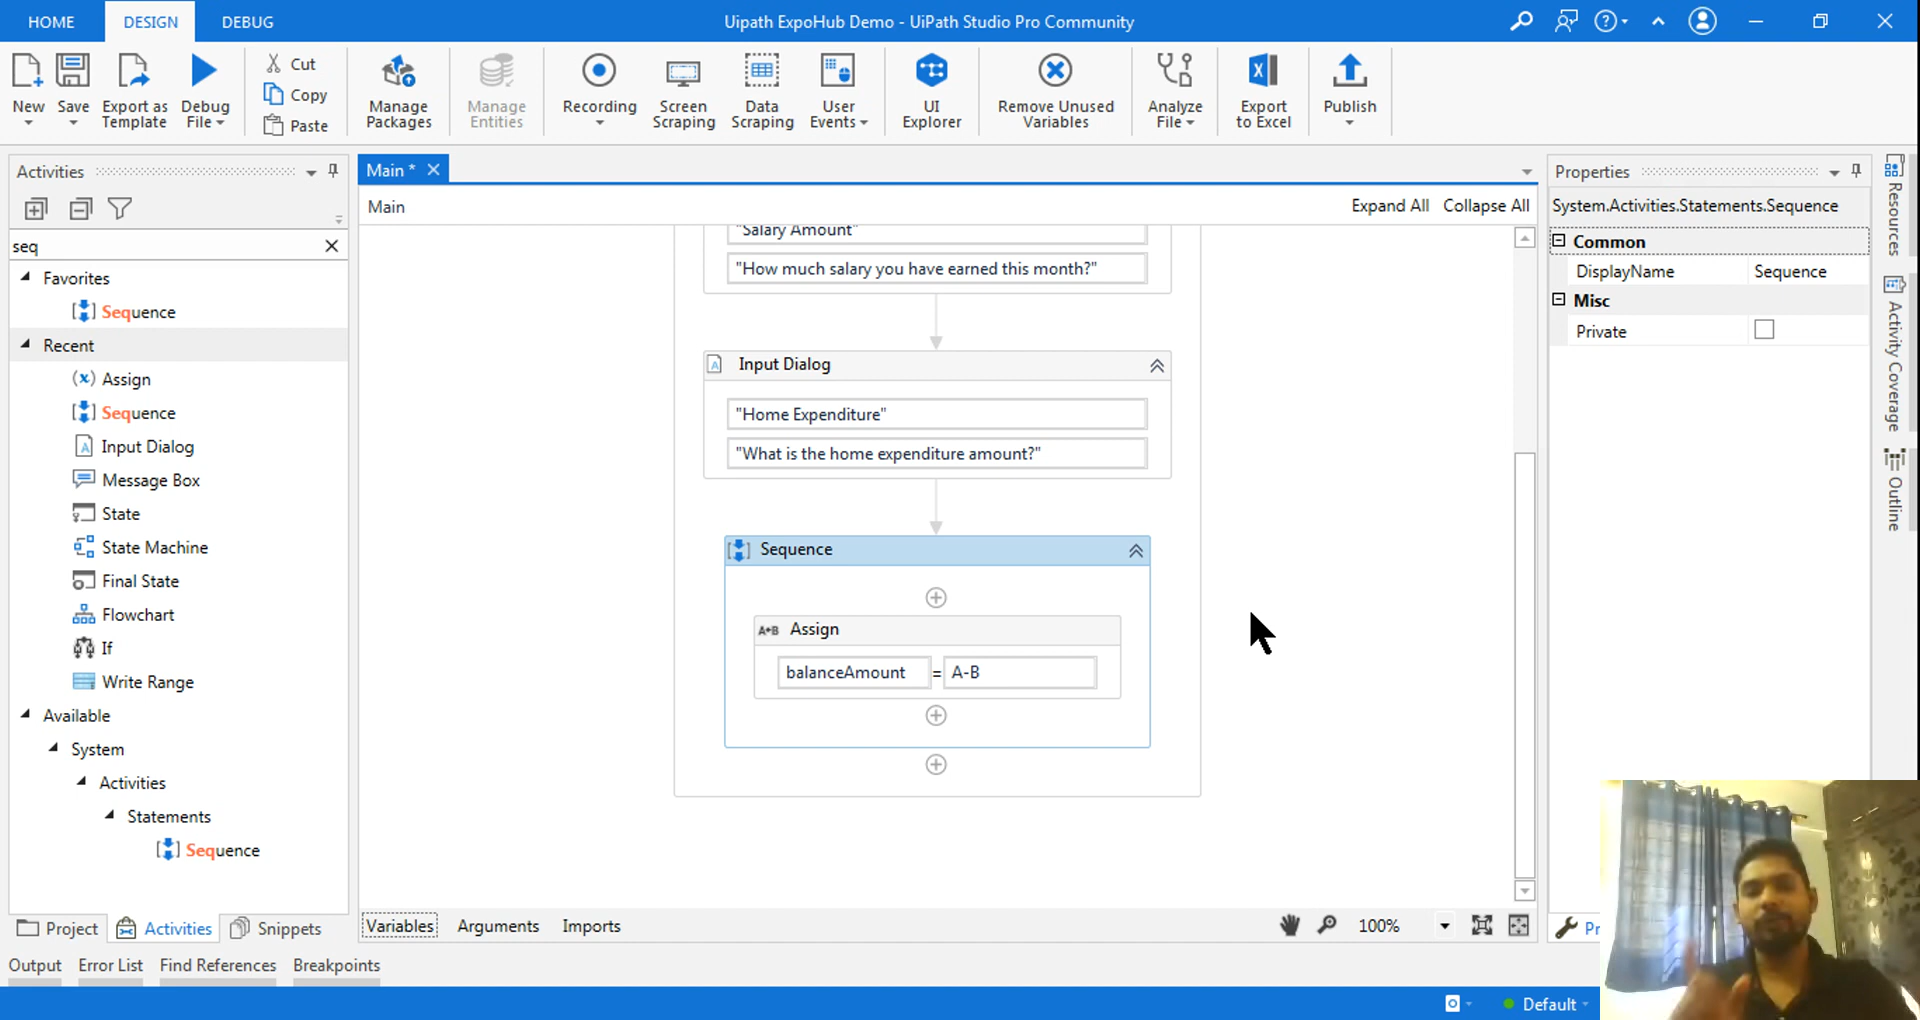 HOME DESIGN DEBUG Uipath ExpoHub Demo - UiPath Studio Pro Community
New
Save
Export as
Template
Debug
File
Cut
Copy
Paste
Manage
Packages
Manage
Entities
Recording
Screen
Scraping
Data
Scraping
User
Events
UI
Explorer
Remove Unused
Variables
Analyze
File
Export
to Excel
Publish
Activities
seq
Favorites
Sequence
Recent
Assign
Sequence
Input Dialog
Message Box
State
State Machine
Final State
Flowchart
If
Write Range
Available
System
Activities
Statements
Sequence
Project Activities Snippets
Main *
Main Expand All Collapse All
"Salary Amount"
"How much salary you have earned this month?"
Input Dialog
"Home Expenditure"
"What is the home expenditure amount?"
Sequence
A+B Assign
balanceAmount = A-B
Variables Arguments Imports 100%
Properties
System.Activities.Statements.Sequence
Common
DisplayName Sequence
Misc
Private
Resources
Activity Coverage
Outline
Output Error List Find References Breakpoints
Default